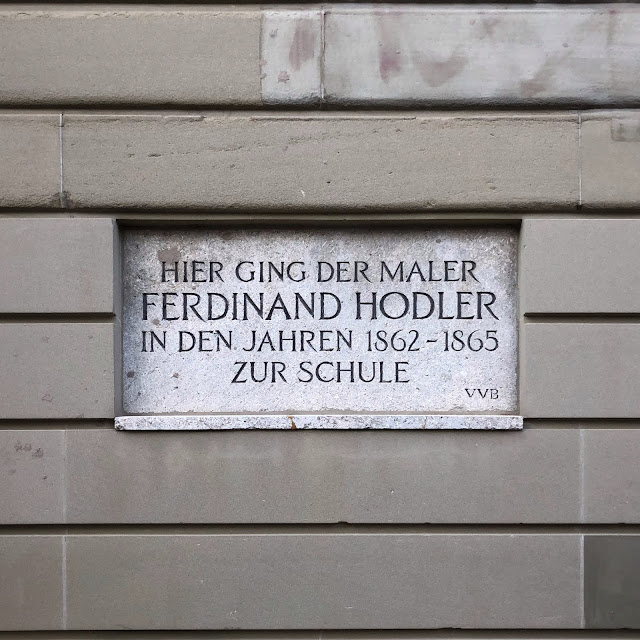 HIER GING DER MALER
FERDINAND HODLER
IN DEN JAHREN 1862-1865
ZUR SCHULE
VVB